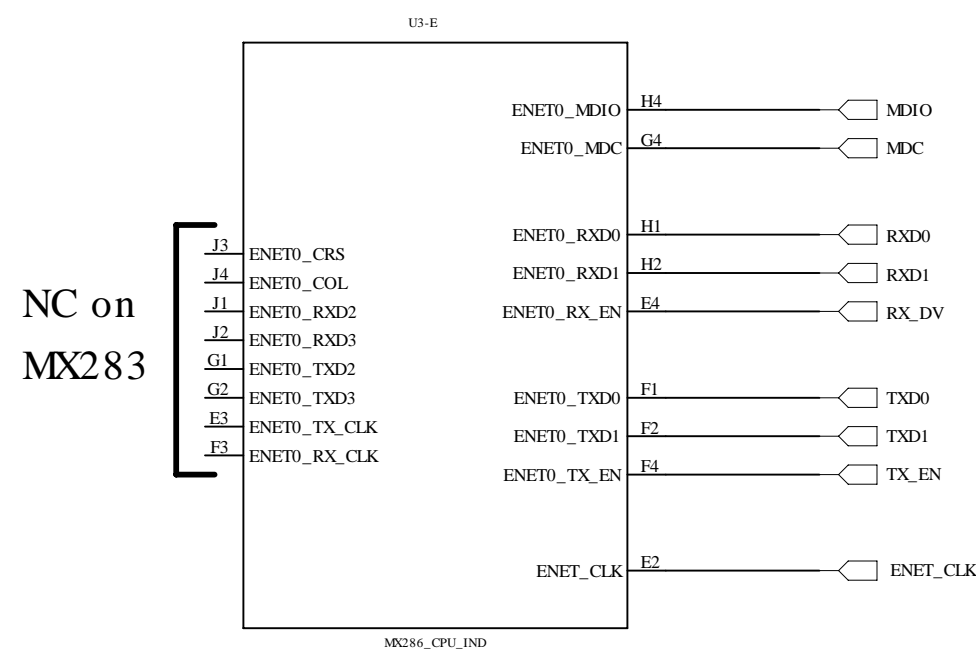 U3-E
ENET0_MDIO H4 MDIO
ENET0_MDC G4 MDC
ENET0_RXD0 H1 RXD0
J3 ENET0_CRS
ENET0_RXD1 H2 RXD1
J4 ENET0_COL
NC on
J1 ENET0_RXD2 ENET0_RX_EN E4 RX_DV
J2 ENET0_RXD3
MX283
G1 ENET0_TXD2
G2 ENET0_TXD3 ENET0_TXD0 F1 TXD0
E3 ENET0_TX_CLK
ENET0_TXD1 F2 TXD1
F3 ENET0_RX_CLK
ENET0_TX_EN F4 TX_EN
ENET_CLK E2 ENET_CLK
MX286_CPU_IND